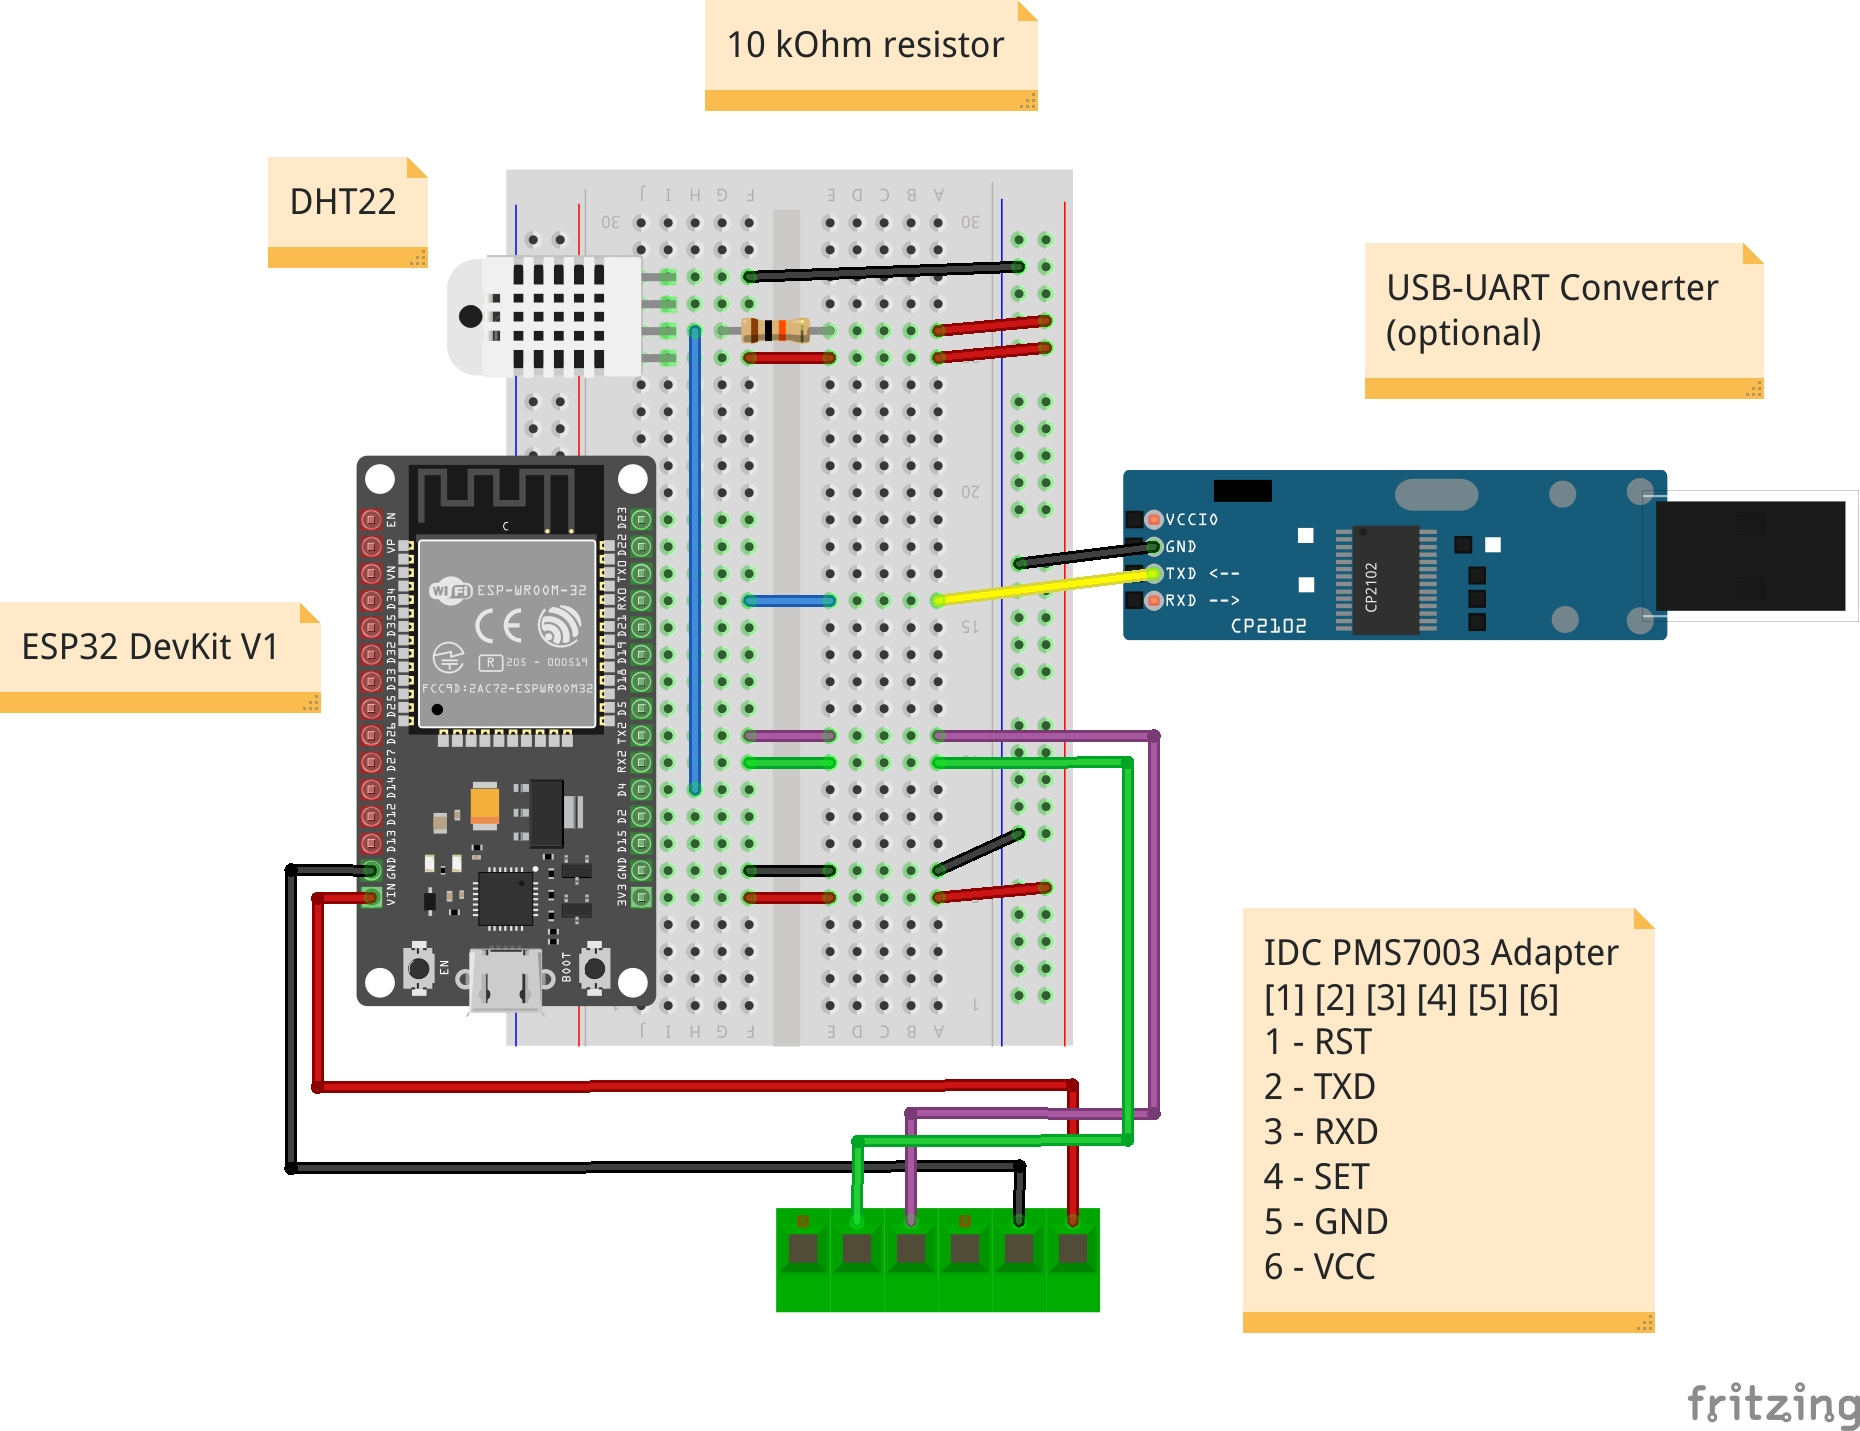 10 kOhm resistor
DHT22
J I H G F E D C B A
30 30
USB-UART Converter
(optional)
20
ESP32 DevKit V1
EN
VP
VN
D34
D35
D32
D33
D25
D26
D27
D14
D12
D13
GND
VIN
D23
D22
TX0
RX0
D21
D19
D18
D5
TX2
RX2
D4
D2
D15
GND
3V3
C
WiFi ESP-WROOM-32
CE
R 205 - 000519
FCC9D:2AC72-ESPWROOM32
EN
BOOT
15
1
J I H G F E D C B A
VCCIO
GND
TXD <--
RXD -->
CP2102
CP2102
IDC PMS7003 Adapter
[1] [2] [3] [4] [5] [6]
1 - RST
2 - TXD
3 - RXD
4 - SET
5 - GND
6 - VCC
fritzing